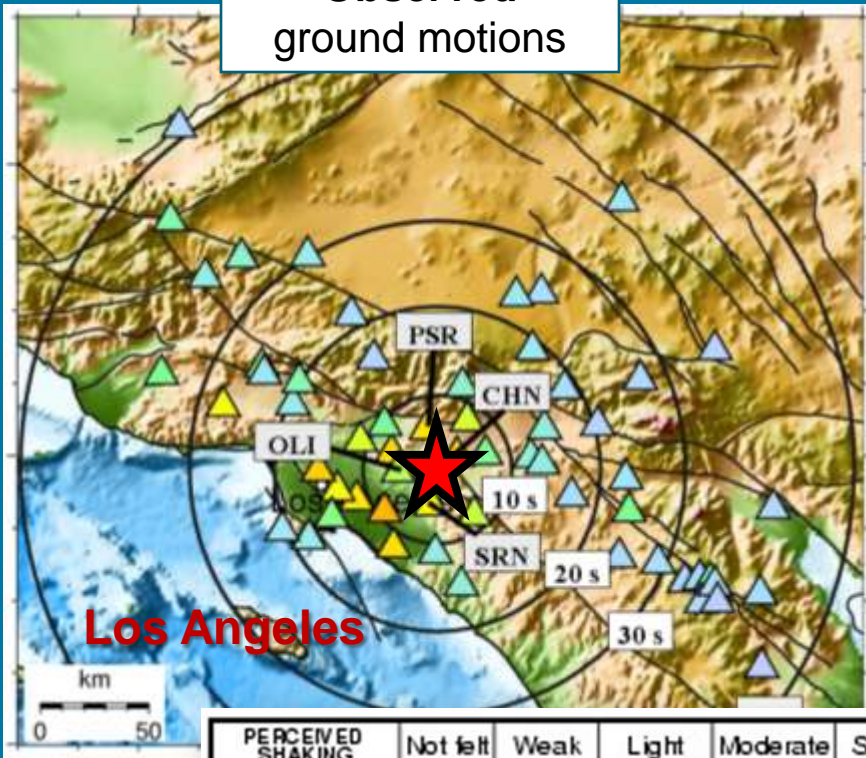 Observed
ground motions
PSR
CHN
OLI
10 s
SRN
20 s
Los Angeles
30 s
km
0 50
PERCEIVED
SHAKING
Not felt Weak Light Moderate